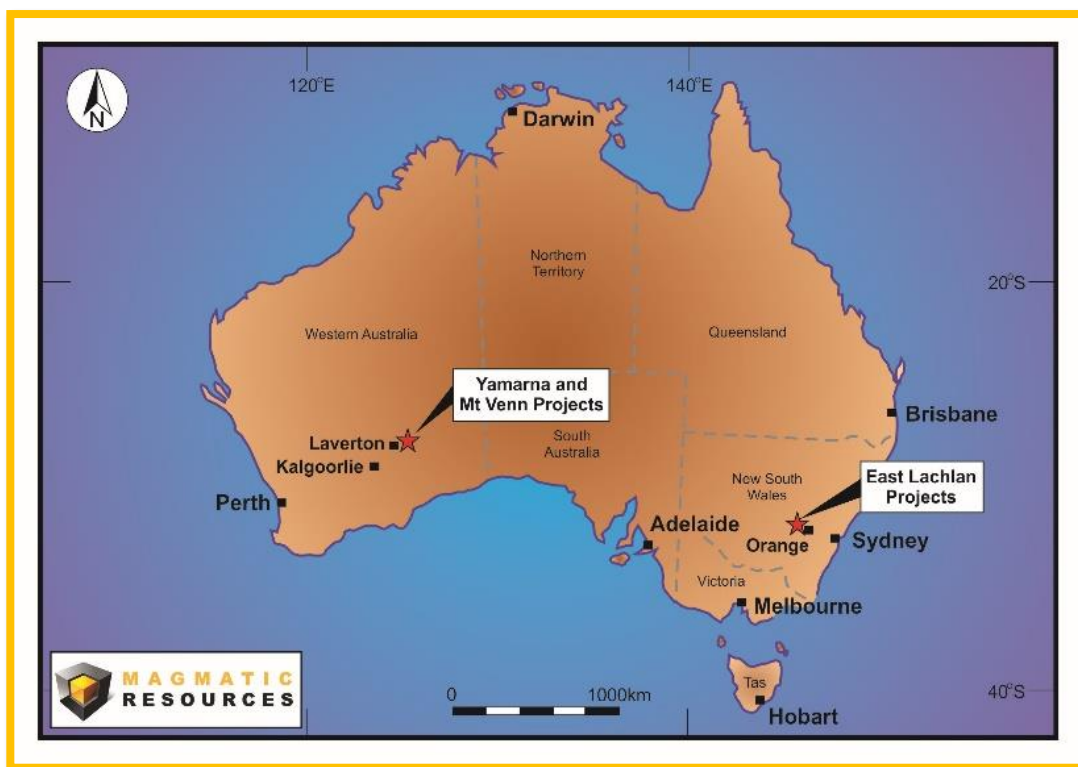 120°E
140°E
N
Darwin
Northern
Territory
20°S
Western Australia
Queensland
Yamarna and
Mt Venn Projects
Brisbane
Laverton
South
Australia
Kalgoorlie
New South
Wales
East Lachlan
Projects
Perth
Adelaide
Orange
Sydney
Victoria
Melbourne
MAGMATIC
RESOURCES
0
1000km
Tas
40°S
Hobart